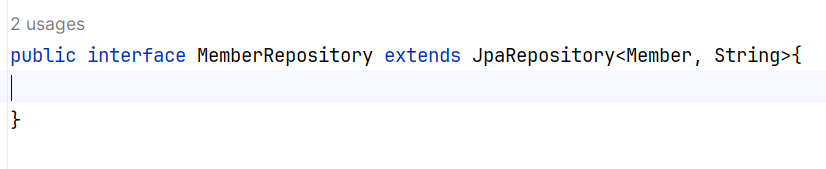 2 usages
public interface MemberRepository extends JpaRepository<Member, String>{
}